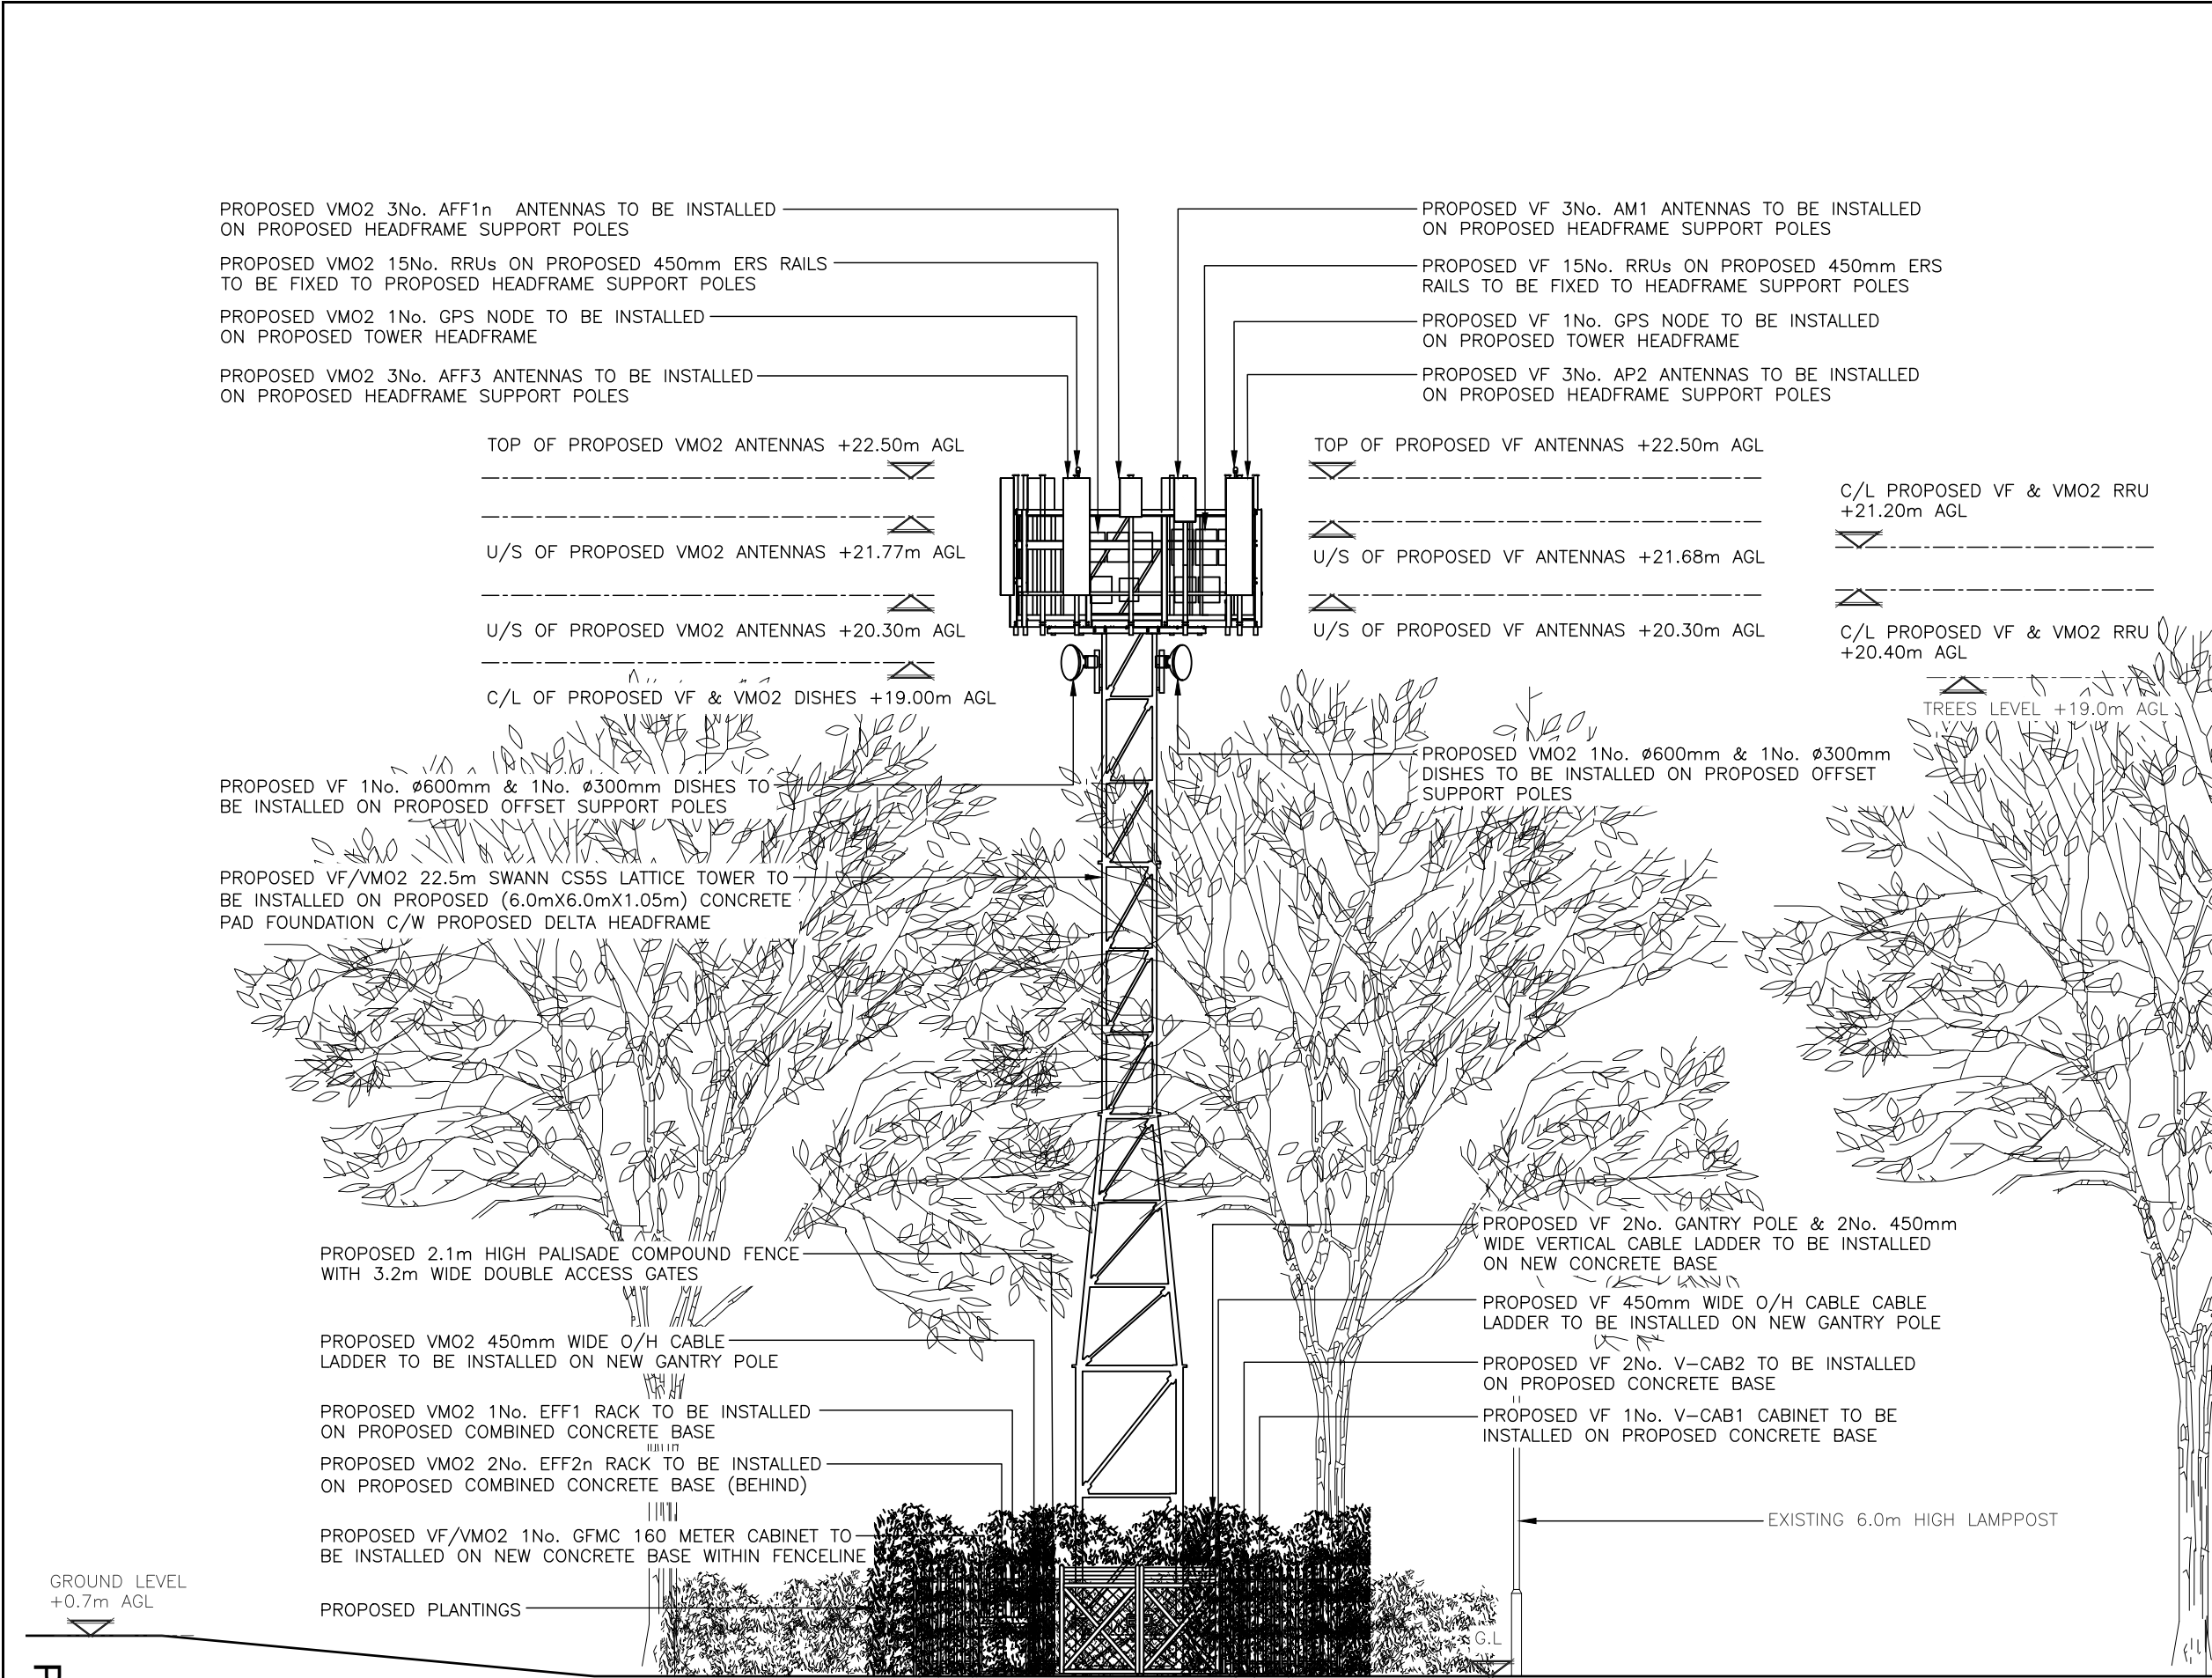 PROPOSED VMO2 3No. AFF1n ANTENNAS TO BE INSTALLED
ON PROPOSED HEADFRAME SUPPORT POLES
PROPOSED VMO2 15No. RRUs ON PROPOSED 450mm ERS RAILS
TO BE FIXED TO PROPOSED HEADFRAME SUPPORT POLES
PROPOSED VMO2 1No. GPS NODE TO BE INSTALLED
ON PROPOSED TOWER HEADFRAME
PROPOSED VMO2 3No. AFF3 ANTENNAS TO BE INSTALLED
ON PROPOSED HEADFRAME SUPPORT POLES
PROPOSED VF 3No. AM1 ANTENNAS TO BE INSTALLED
ON PROPOSED HEADFRAME SUPPORT POLES
PROPOSED VF 15No. RRUs ON PROPOSED 450mm ERS
RAILS TO BE FIXED TO HEADFRAME SUPPORT POLES
PROPOSED VF 1No. GPS NODE TO BE INSTALLED
ON PROPOSED TOWER HEADFRAME
PROPOSED VF 3No. AP2 ANTENNAS TO BE INSTALLED
ON PROPOSED HEADFRAME SUPPORT POLES
TOP OF PROPOSED VMO2 ANTENNAS +22.50m AGL
U/S OF PROPOSED VMO2 ANTENNAS +21.77m AGL
U/S OF PROPOSED VMO2 ANTENNAS +20.30m AGL
C/L OF PROPOSED VF & VMO2 DISHES +19.00m AGL
TOP OF PROPOSED VF ANTENNAS +22.50m AGL
U/S OF PROPOSED VF ANTENNAS +21.68m AGL
U/S OF PROPOSED VF ANTENNAS +20.30m AGL
C/L PROPOSED VF & VMO2 RRU
+21.20m AGL
C/L PROPOSED VF & VMO2 RRU
+20.40m AGL
TREES LEVEL +19.0m AGL
PROPOSED VF 1No. ø600mm & 1No. ø300mm DISHES TO
BE INSTALLED ON PROPOSED OFFSET SUPPORT POLES
PROPOSED VMO2 1No. ø600mm & 1No. ø300mm
DISHES TO BE INSTALLED ON PROPOSED OFFSET
SUPPORT POLES
PROPOSED VF/VMO2 22.5m SWANN CS5S LATTICE TOWER TO
BE INSTALLED ON PROPOSED (6.0mX6.0mX1.05m) CONCRETE
PAD FOUNDATION C/W PROPOSED DELTA HEADFRAME
PROPOSED 2.1m HIGH PALISADE COMPOUND FENCE
WITH 3.2m WIDE DOUBLE ACCESS GATES
PROPOSED VMO2 450mm WIDE O/H CABLE
LADDER TO BE INSTALLED ON NEW GANTRY POLE
PROPOSED VMO2 1No. EFF1 RACK TO BE INSTALLED
ON PROPOSED COMBINED CONCRETE BASE
PROPOSED VMO2 2No. EFF2n RACK TO BE INSTALLED
ON PROPOSED COMBINED CONCRETE BASE (BEHIND)
PROPOSED VF/VMO2 1No. GFMC 160 METER CABINET TO
BE INSTALLED ON NEW CONCRETE BASE WITHIN FENCELINE
PROPOSED PLANTINGS
PROPOSED VF 2No. GANTRY POLE & 2No. 450mm
WIDE VERTICAL CABLE LADDER TO BE INSTALLED
ON NEW CONCRETE BASE
PROPOSED VF 450mm WIDE O/H CABLE CABLE
LADDER TO BE INSTALLED ON NEW GANTRY POLE
PROPOSED VF 2No. V-CAB2 TO BE INSTALLED
ON PROPOSED CONCRETE BASE
PROPOSED VF 1No. V-CAB1 CABINET TO BE
INSTALLED ON PROPOSED CONCRETE BASE
EXISTING 6.0m HIGH LAMPPOST
GROUND LEVEL
+0.7m AGL
G.L